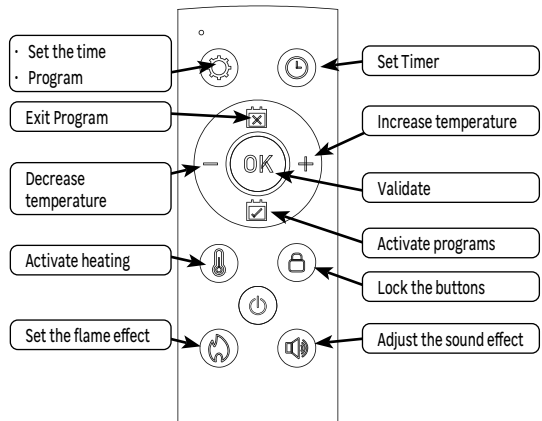 · Set the time
· Program
Set Timer
Exit Program
Increase temperature
OK
Decrease
temperature
Validate
Activate programs
Activate heating
Lock the buttons
Set the flame effect
Adjust the sound effect